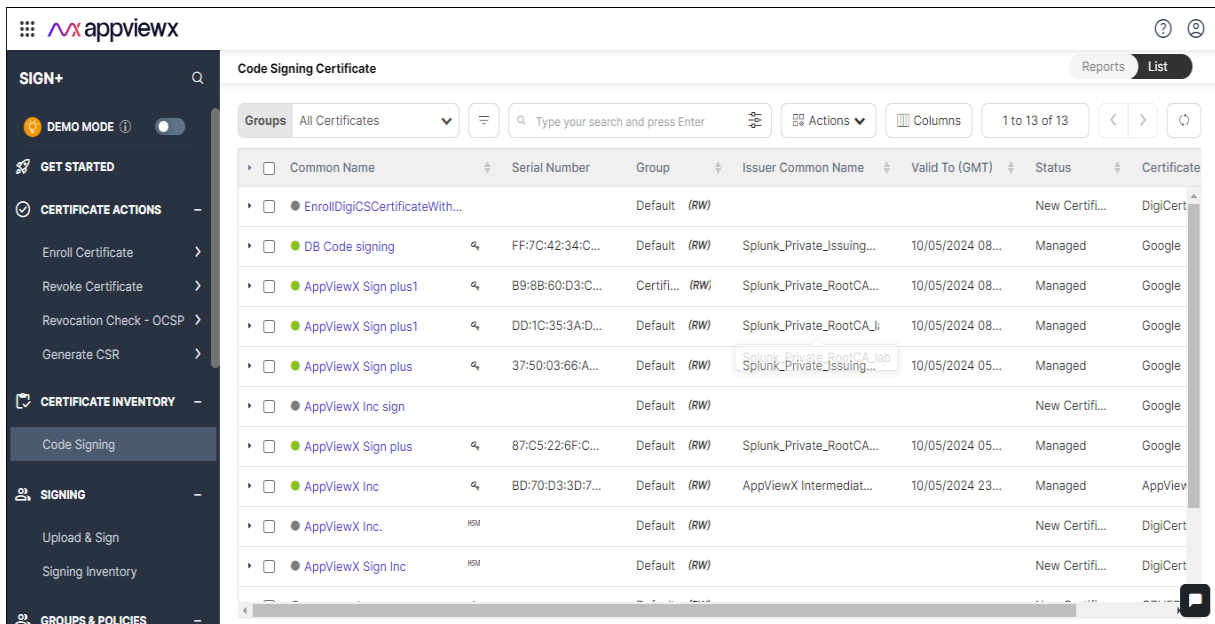 appviewx
SIGN+
DEMO MODE
GET STARTED
CERTIFICATE ACTIONS
Enroll Certificate
Revoke Certificate
Revocation Check - OCSP
Generate CSR
CERTIFICATE INVENTORY
Code Signing
SIGNING
Upload & Sign
Signing Inventory
GROUPS & POLICIES
Code Signing Certificate
Reports List
Groups All Certificates Type your search and press Enter Actions Columns 1 to 13 of 13
Common Name Serial Number Group Issuer Common Name Valid To (GMT) Status Certificate
EnrollDigiCSCertificateWith... Default (RW) New Certifi... DigiCert
DB Code signing FF:7C:42:34:C... Default (RW) Splunk_Private_Issuing... 10/05/2024 08... Managed Google
AppViewX Sign plus1 B9:8B:60:D3:C... Certifi... (RW) Splunk_Private_RootCA... 10/05/2024 08... Managed Google
AppViewX Sign plus1 DD:1C:35:3A:D... Default (RW) Splunk_Private_RootCA_l 10/05/2024 08... Managed Google
Splunk_Private_RootCA_lab
AppViewX Sign plus 37:50:03:66:A... Default (RW) Splunk_Private_Issuing... 10/05/2024 05... Managed Google
AppViewX Inc sign Default (RW) New Certifi... Google
AppViewX Sign plus 87:C5:22:6F:C... Default (RW) Splunk_Private_RootCA... 10/05/2024 05... Managed Google
AppViewX Inc BD:70:D3:3D:7... Default (RW) AppViewX Intermediat... 10/05/2024 23... Managed AppView
AppViewX Inc. HSM Default (RW) New Certifi... DigiCert
AppViewX Sign Inc HSM Default (RW) New Certifi... DigiCert